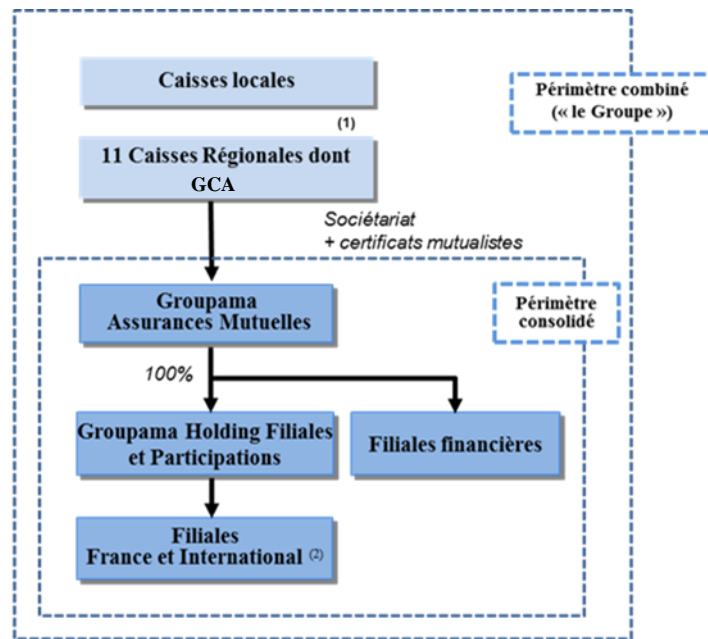 Caisses locales
Périmètre combiné
(« le Groupe »)
(1)
11 Caisses Régionales dont
GCA
Sociétariat
+ certificats mutualistes
Groupama
Assurances Mutuelles
Périmètre
consolidé
100%
Groupama Holding Filiales
et Participations
Filiales financières
Filiales
France et International (2)